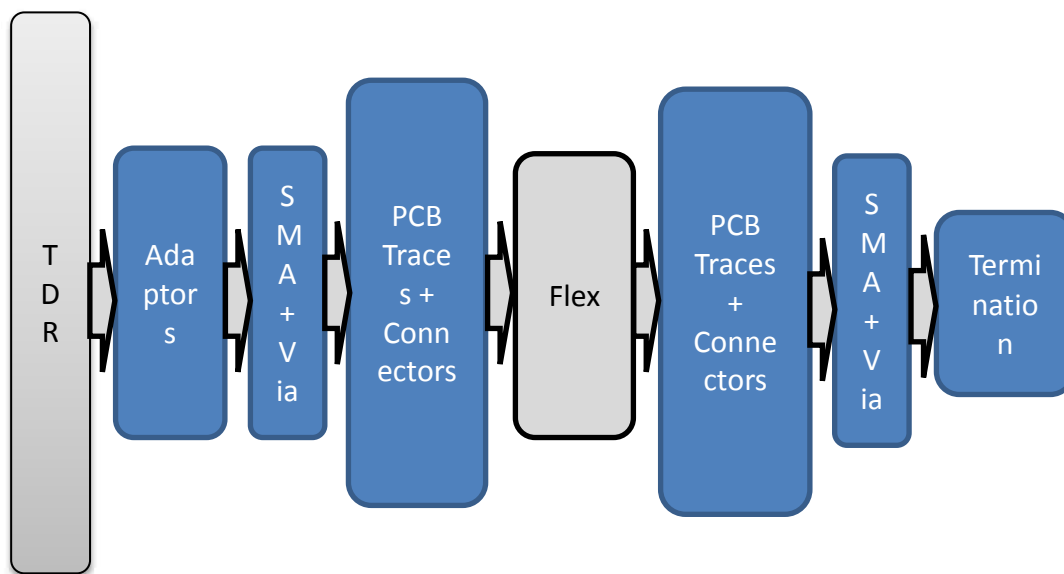 T
D
R
Ada
ptor
s
S
M
A
+
V
ia
PCB
Trace
s +
Conn
ectors
Flex
PCB
Traces
+
Conne
ctors
S
M
A
+
V
ia
Termi
natio
n